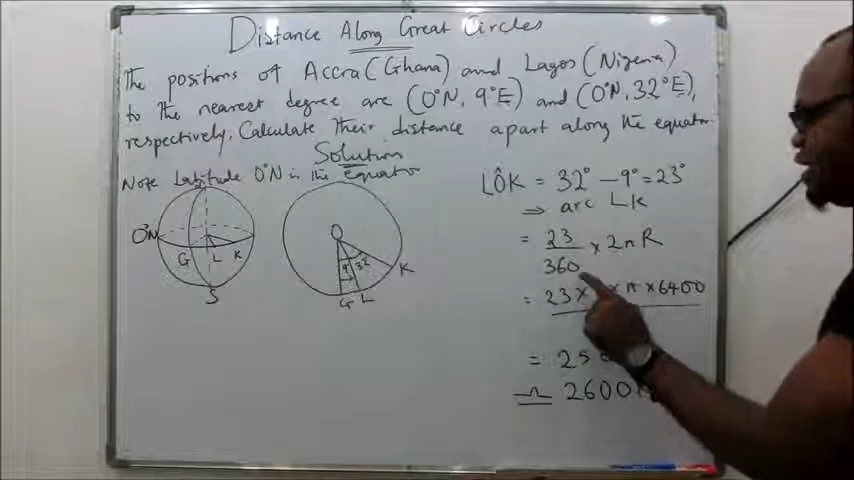 Distance Along Great Circles
The positions of Accra (Ghana) and Lagos (Nigeria)
to the nearest degree are (0°N, 9°E) and (0°N, 32°E),
respectively. Calculate their distance apart along the equator.
Solution
Note Latitude 0°N is the equator
0°N
G L K
S
O
9° 32°
G L K
LÔK = 32° - 9° = 23°
⇒ arc LK
= 23/360 × 2πR
= 23 × × π × 6400
= 25
≏ 2600